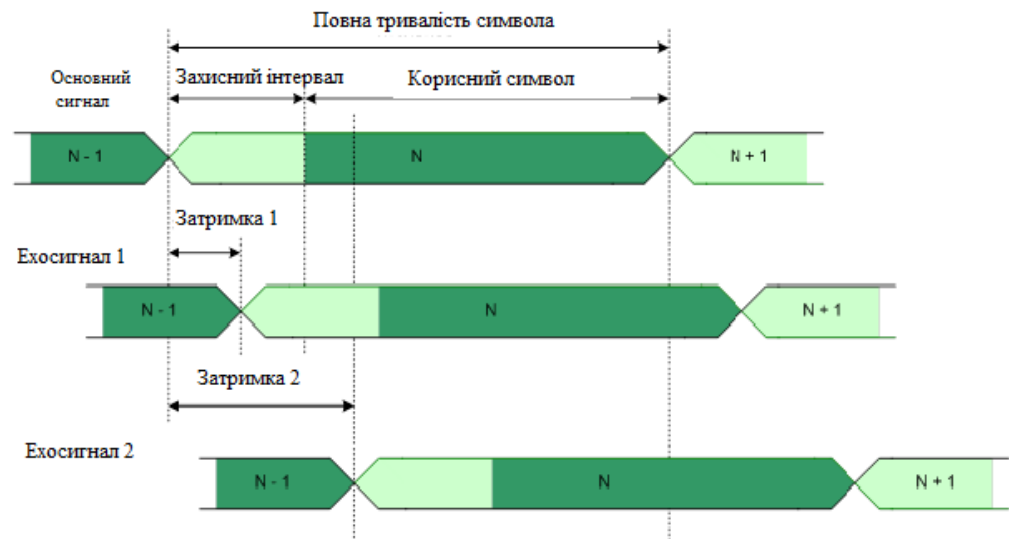 Повна тривалість символа
Основний
сигнал
Захисний інтервал
Корисний символ
N - 1
N
N + 1
Затримка 1
Ехосигнал 1
N - 1
N
N + 1
Затримка 2
Ехосигнал 2
N - 1
N
N + 1